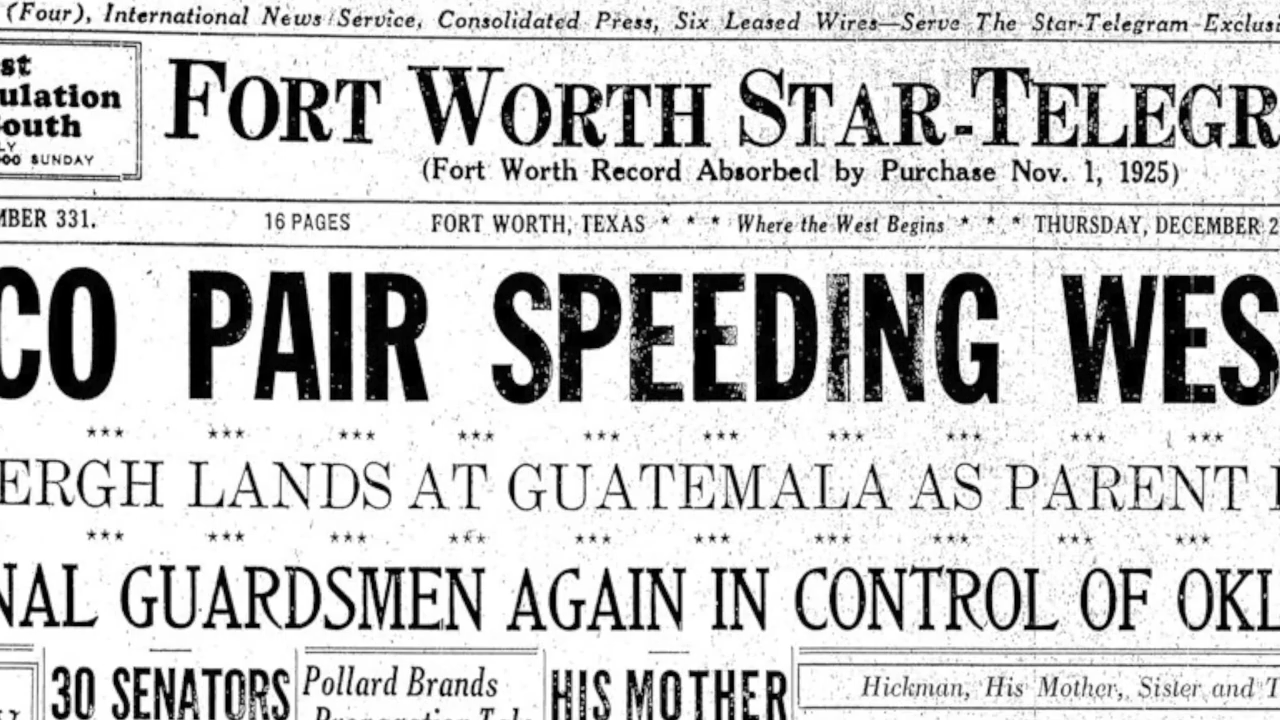 (Four), International News Service, Consolidated Press, Six Leased Wires—Serve The Star-Telegram Exclusi
st
ulation
outh
LY
00 SUNDAY
FORT WORTH STAR-TELEGR
(Fort Worth Record Absorbed by Purchase Nov. 1, 1925)
MBER 331.
16 PAGES
FORT WORTH, TEXAS * * * Where the West Begins * * * THURSDAY, DECEMBER 2
CO PAIR SPEEDING WES
*** *** *** *** *** *** *** *** *** ***
ERGH LANDS AT GUATEMALA AS PARENT
*** *** *** *** *** *** *** *** *** ***
NAL GUARDSMEN AGAIN IN CONTROL OF OKL
30 SENATORS
Pollard Brands
HIS MOTHER
Hickman, His Mother, Sister and T